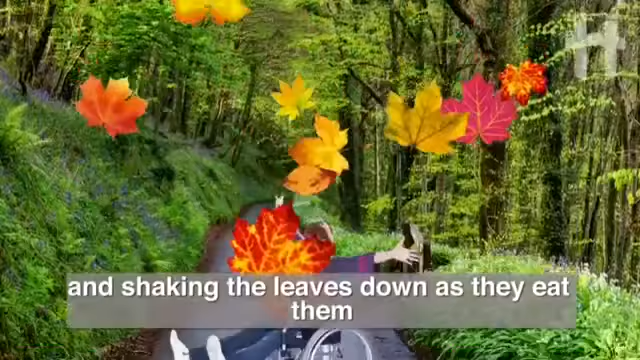 H
and shaking the leaves down as they eat
them